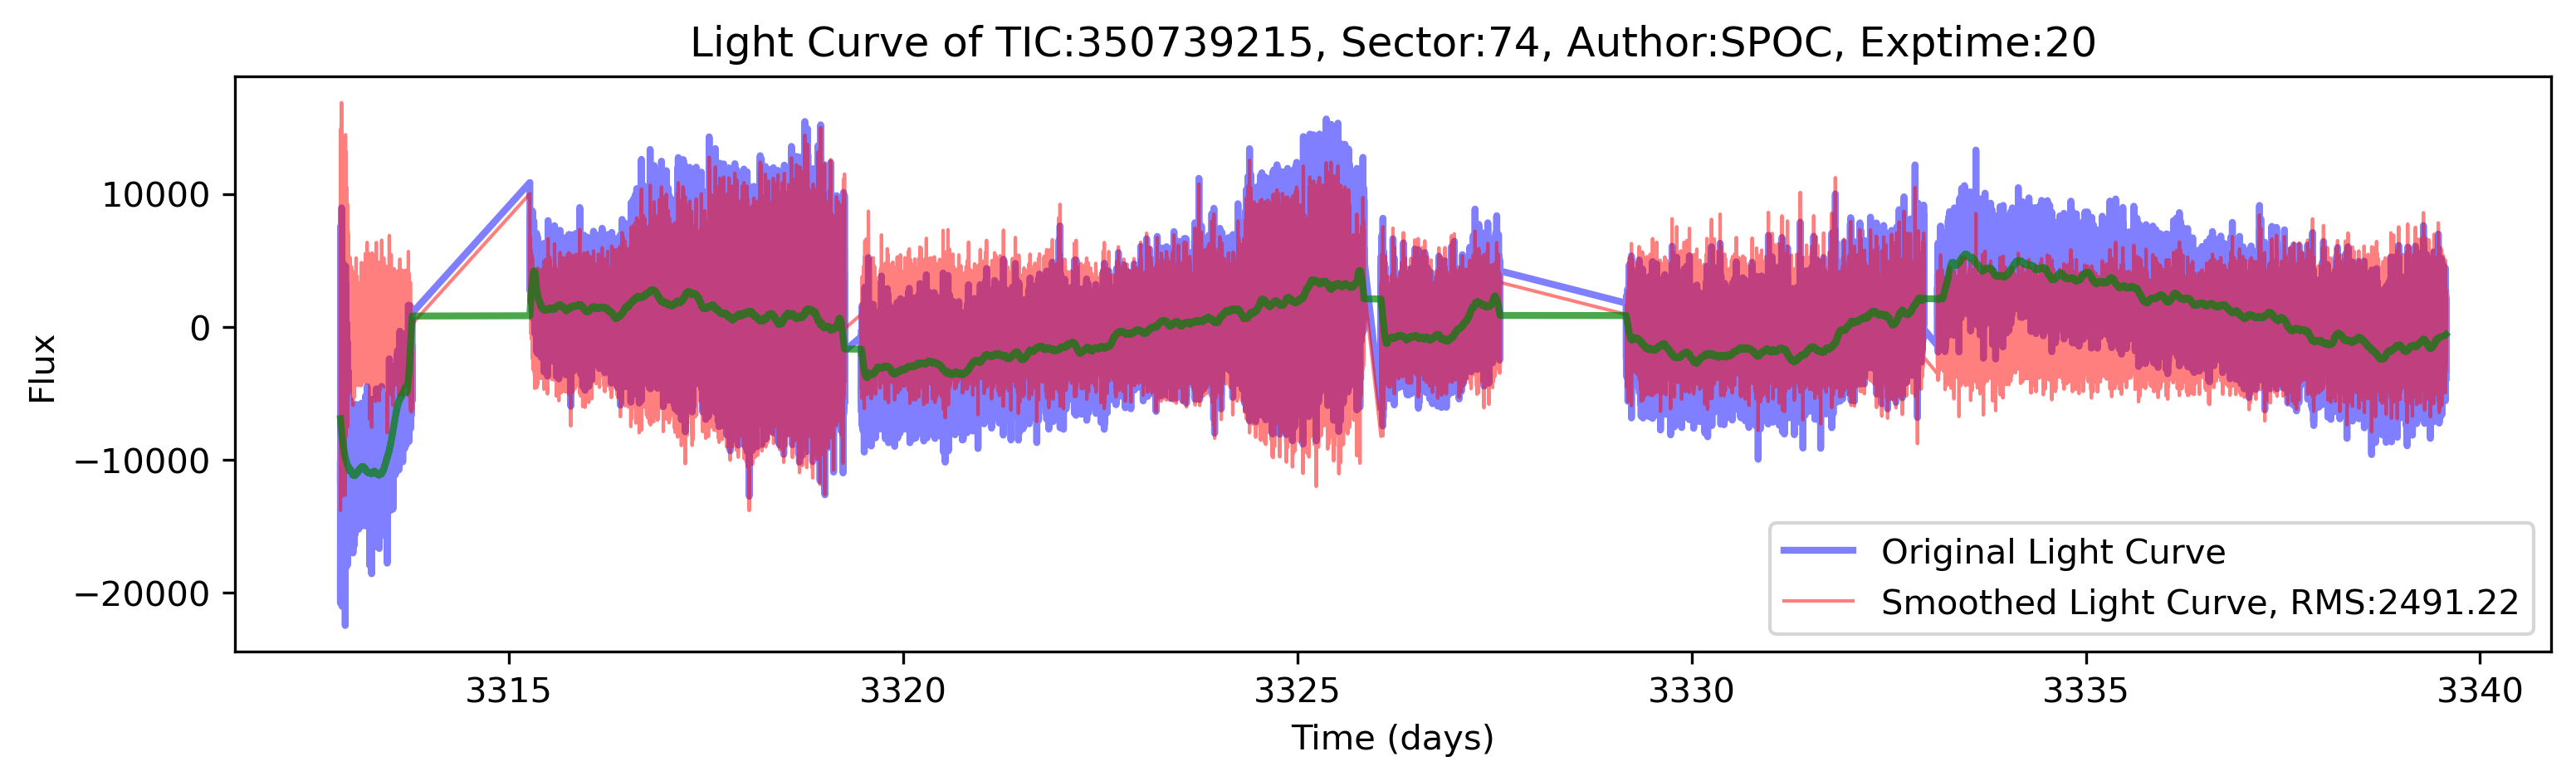 Light Curve of TIC:350739215, Sector:74, Author:SPOC, Exptime:20
Flux
10000
0
−10000
−20000
Original Light Curve
Smoothed Light Curve, RMS:2491.22
3315
3320
3325
3330
3335
3340
Time (days)